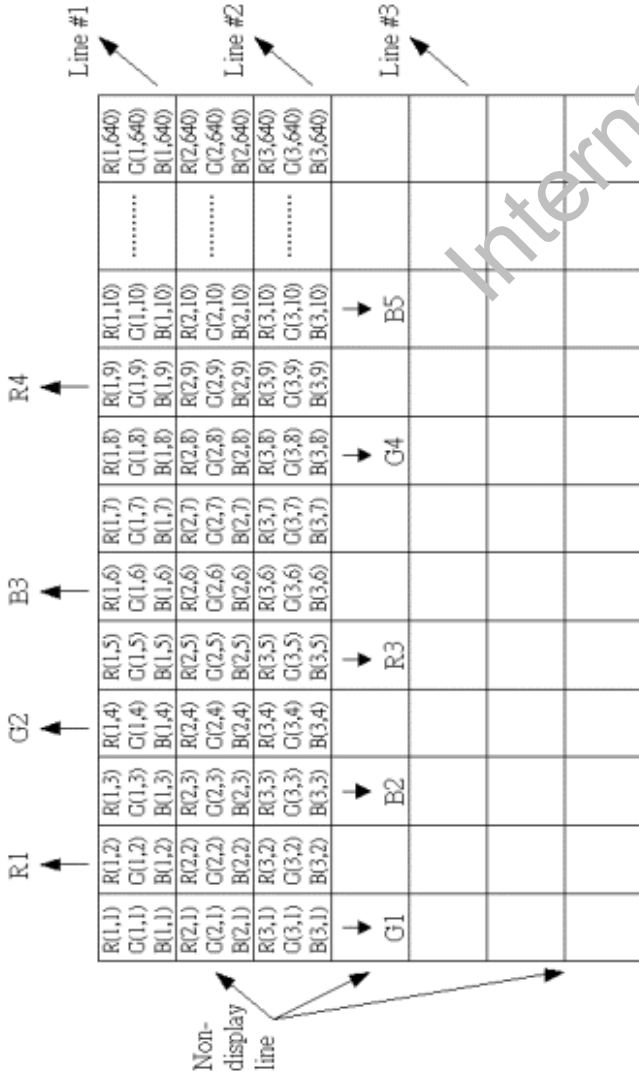 R1 G2 B3 R4
Line #1
R(1,1) R(1,2) R(1,3) R(1,4) R(1,5) R(1,6) R(1,7) R(1,8) R(1,9) R(1,10) R(1,640)
G(1,1) G(1,2) G(1,3) G(1,4) G(1,5) G(1,6) G(1,7) G(1,8) G(1,9) G(1,10) .......... G(1,640)
B(1,1) B(1,2) B(1,3) B(1,4) B(1,5) B(1,6) B(1,7) B(1,8) B(1,9) B(1,10) B(1,640)
Non-
display
line
R(2,1) R(2,2) R(2,3) R(2,4) R(2,5) R(2,6) R(2,7) R(2,8) R(2,9) R(2,10) R(2,640)
G(2,1) G(2,2) G(2,3) G(2,4) G(2,5) G(2,6) G(2,7) G(2,8) G(2,9) G(2,10) .......... G(2,640)
B(2,1) B(2,2) B(2,3) B(2,4) B(2,5) B(2,6) B(2,7) B(2,8) B(2,9) B(2,10) B(2,640)
Line #2
R(3,1) R(3,2) R(3,3) R(3,4) R(3,5) R(3,6) R(3,7) R(3,8) R(3,9) R(3,10) R(3,640)
G(3,1) G(3,2) G(3,3) G(3,4) G(3,5) G(3,6) G(3,7) G(3,8) G(3,9) G(3,10) .......... G(3,640)
B(3,1) B(3,2) B(3,3) B(3,4) B(3,5) B(3,6) B(3,7) B(3,8) B(3,9) B(3,10) B(3,640)
G1 B2 R3 G4 B5
Line #3